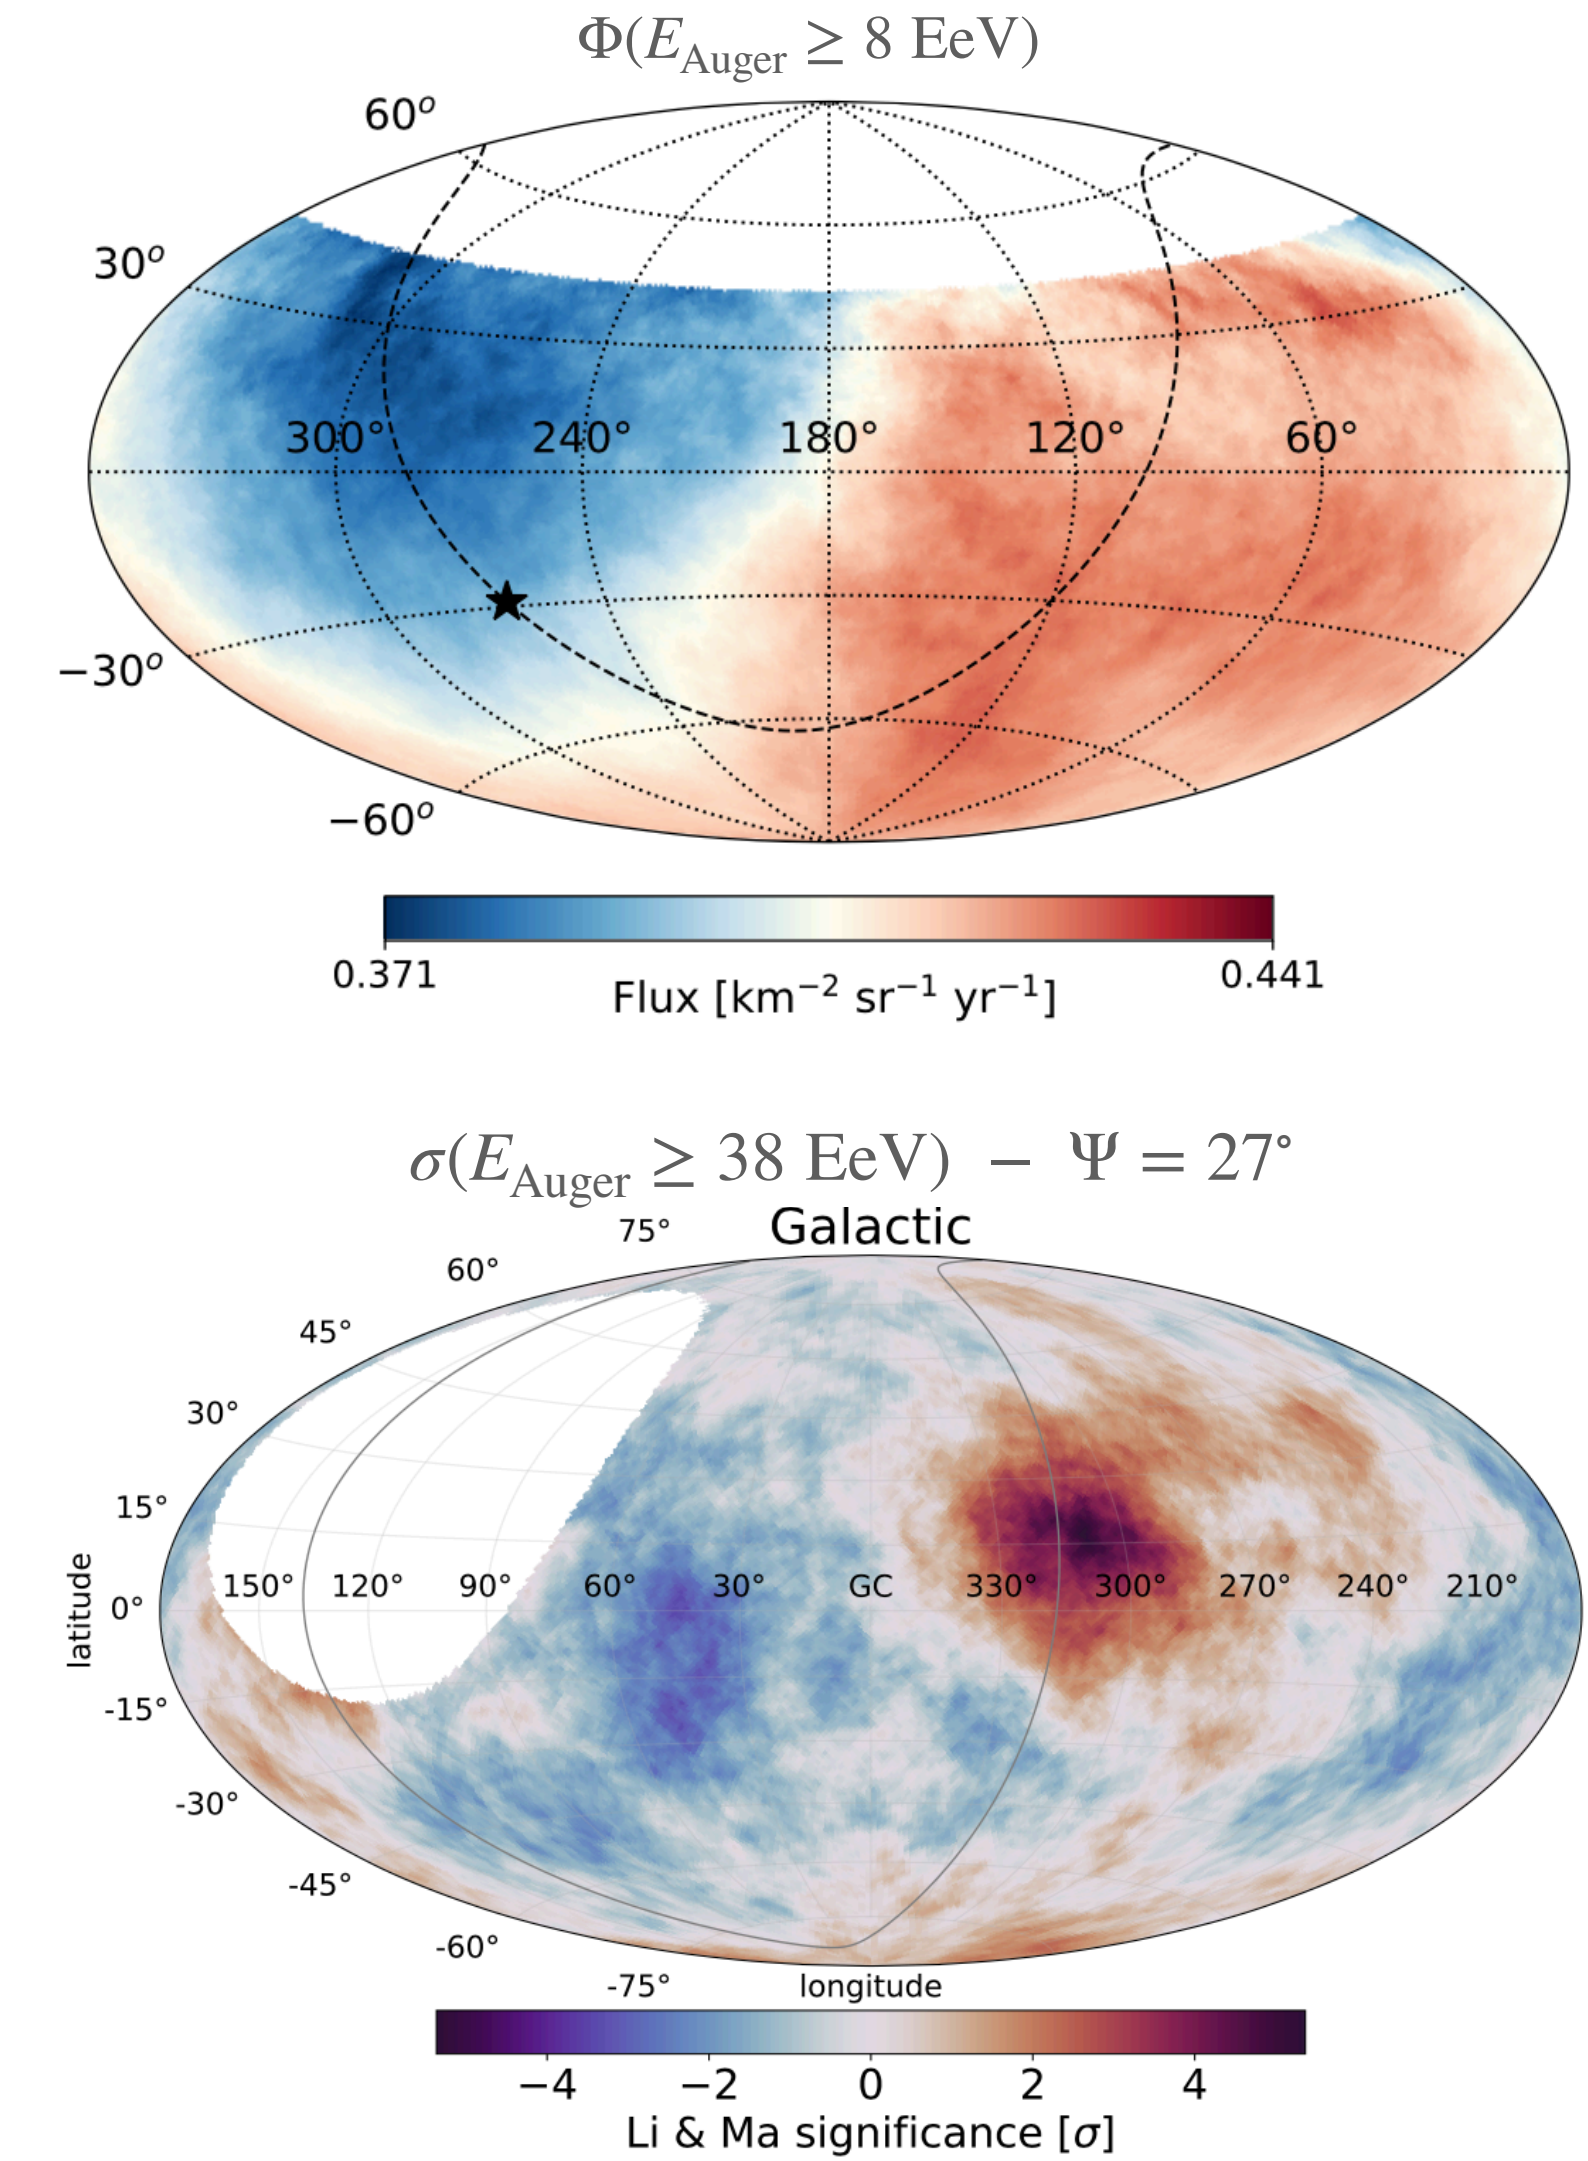 Φ(E_Auger ≥ 8 EeV)
60°
30°
300° 240° 180° 120° 60°
−30°
−60°
0.371 0.441
Flux [km⁻² sr⁻¹ yr⁻¹]
σ(E_Auger ≥ 38 EeV) − Ψ = 27°
Galactic
75°
60°
45°
30°
15°
150° 120° 90° 60° 30° GC 330° 300° 270° 240° 210°
latitude
0°
-15°
-30°
-45°
-60°
-75°
longitude
−4 −2 0 2 4
Li & Ma significance [σ]